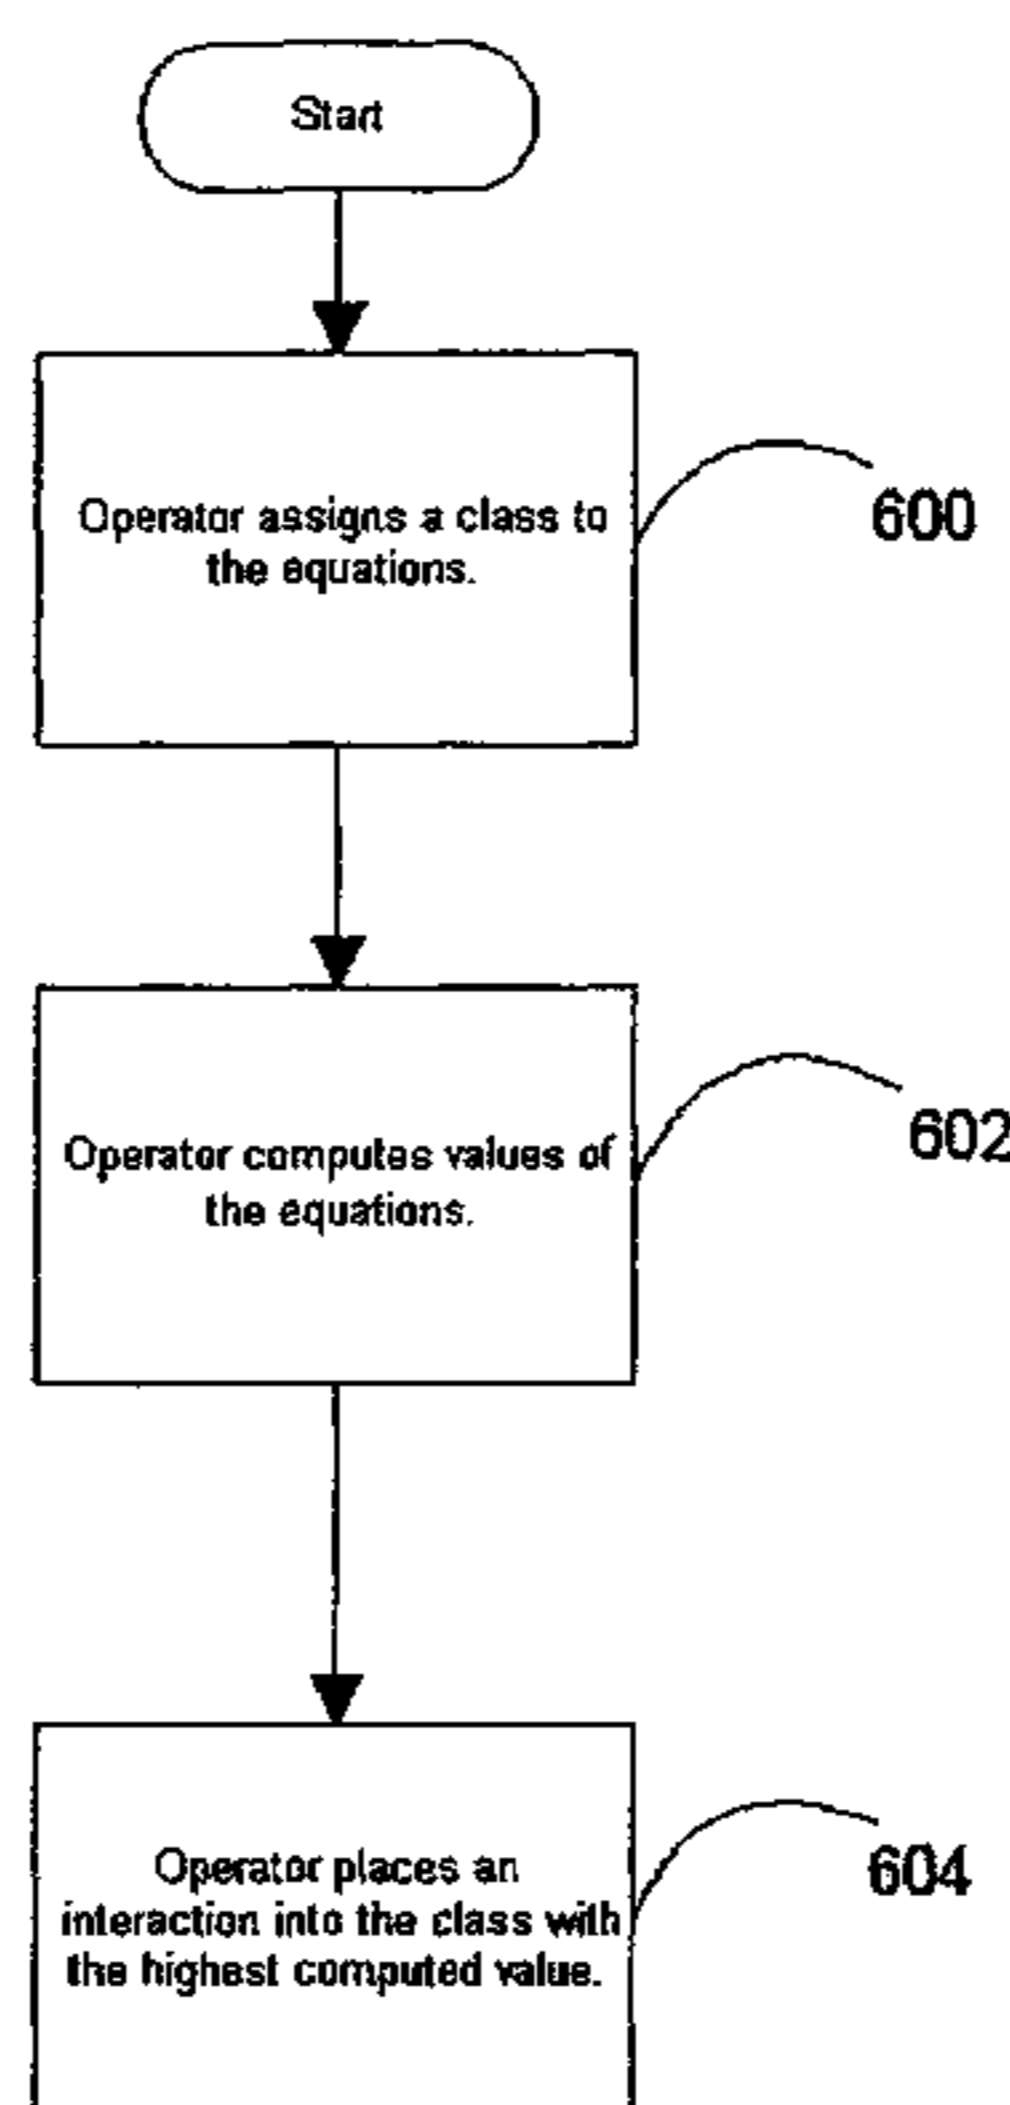 Start
Operator assigns a class to
the equations.
600
Operator computes values of
the equations.
602
Operator places an
interaction into the class with
the highest computed value.
604